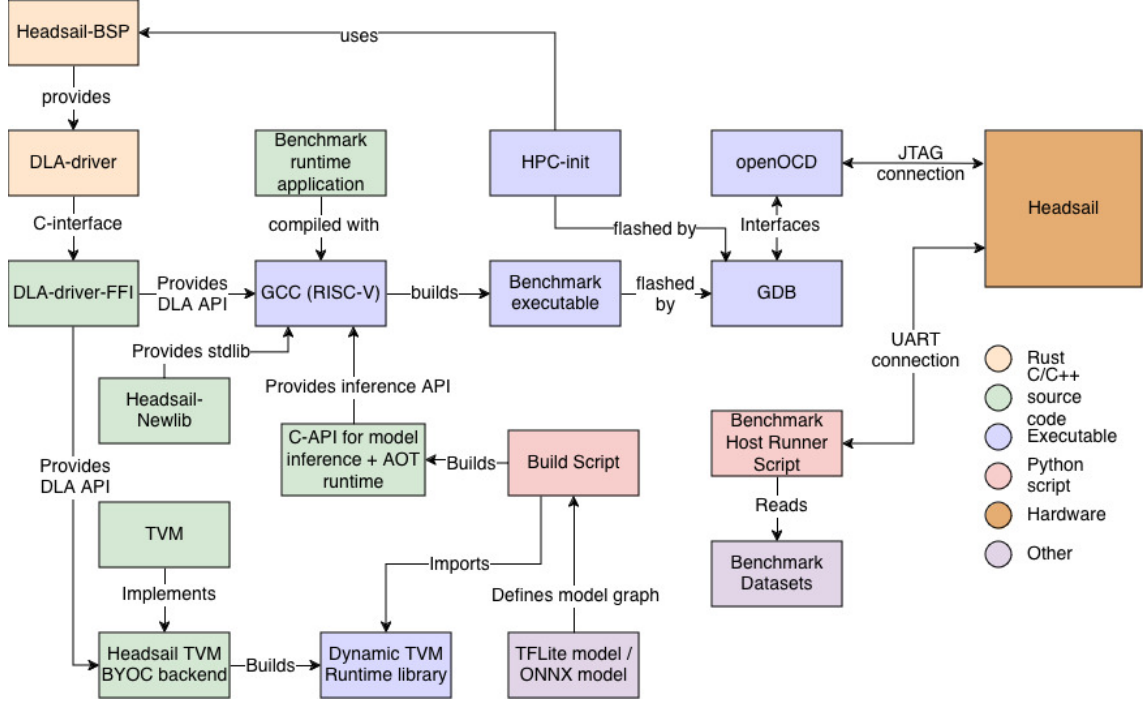 Headsail-BSP
uses
provides
DLA-driver
Benchmark
runtime
application
HPC-init
openOCD
JTAG
connection
Headsail
C-interface
compiled with
flashed by
Interfaces
DLA-driver-FFI
Provides
DLA API
GCC (RISC-V)
builds
Benchmark
executable
flashed
by
GDB
Provides stdlib
Headsail-
Newlib
Provides inference API
UART
connection
C-API for model
inference + AOT
runtime
Builds
Build Script
Benchmark
Host Runner
Script
Provides
DLA API
Reads
TVM
Imports
Benchmark
Datasets
Implements
Defines model graph
Headsail TVM
BYOC backend
Builds
Dynamic TVM
Runtime library
TFLite model /
ONNX model
Rust
C/C++
source
code
Executable
Python
script
Hardware
Other